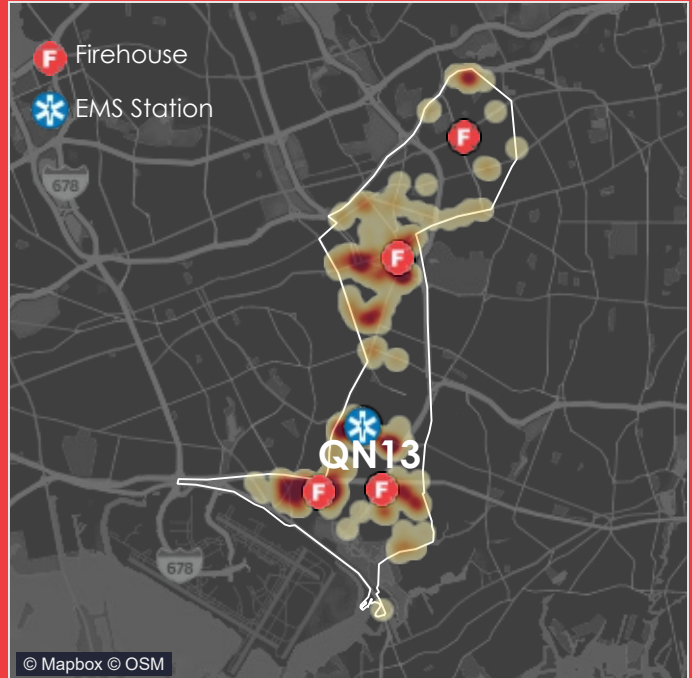 F Firehouse
EMS Station
678
F
F
QN13
F F
678
© Mapbox © OSM